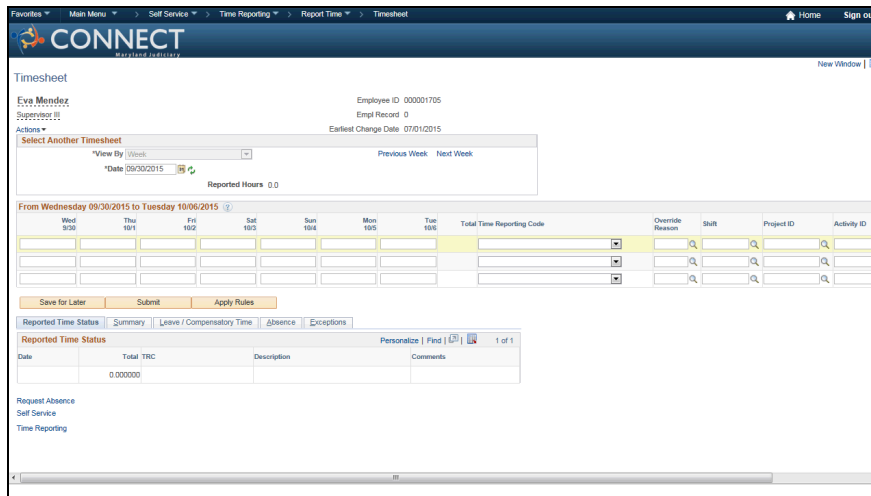 Favorites Main Menu > Self Service > Time Reporting > Report Time > Timesheet Home
CONNECT
Maryland Judiciary
New Window |
Timesheet
Eva Mendez Employee ID 000001705
Supervisor III Empl Record 0
Actions Earliest Change Date 07/01/2015
Select Another Timesheet
*View By Week Previous Week Next Week
*Date 09/30/2015
Reported Hours 0.0
From Wednesday 09/30/2015 to Tuesday 10/06/2015
Wed Thu Fri Sat Sun Mon Tue Total Time Reporting Code Override Shift Project ID Activity ID
9/30 10/1 10/2 10/3 10/4 10/5 10/6 Reason
Save for Later Submit Apply Rules
Reported Time Status Summary Leave / Compensatory Time Absence Exceptions
Reported Time Status Personalize | Find | | 1 of 1
Date Total TRC Description Comments
0.000000
Request Absence
Self Service
Time Reporting